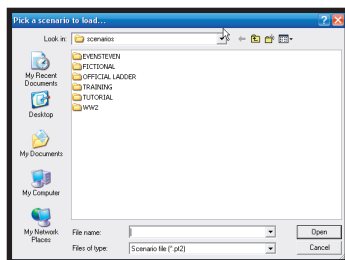 Pick a scenario to load...
Look in:
scenarios
My Recent
Documents
Desktop
My Documents
My Computer
My Network
Places
EVENSTEVEN
FICTIONAL
OFFICIAL LADDER
TRAINING
TUTORIAL
WW2
File name:
Open
Files of type:
Scenario file (*.pt2)
Cancel